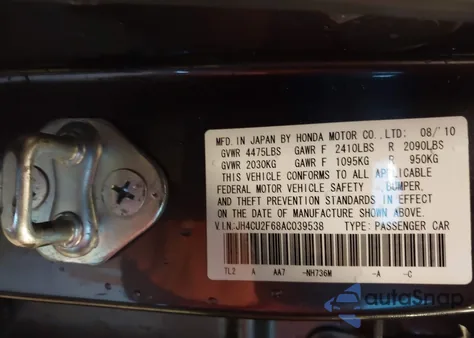 MFD. IN JAPAN BY HONDA MOTOR CO.,LTD: 08/'10
GVWR 4475LBS GAWR F 2410LBS R 2090LBS
GVWR 2030KG GAWR F 1095KG R 950KG
THIS VEHICLE CONFORMS TO ALL APPLICABLE
FEDERAL MOTOR VEHICLE SAFETY , BUMPER,
AND THEFT PREVENTION STANDARDS IN EFFECT
ON THE DATE OF MANUFACTURE SHOWN ABOVE.
V.I.N:JH4CU2F68AC039538 TYPE: PASSENGER CAR
TL2 A AA7 -NH736M -A -C
autoSnap